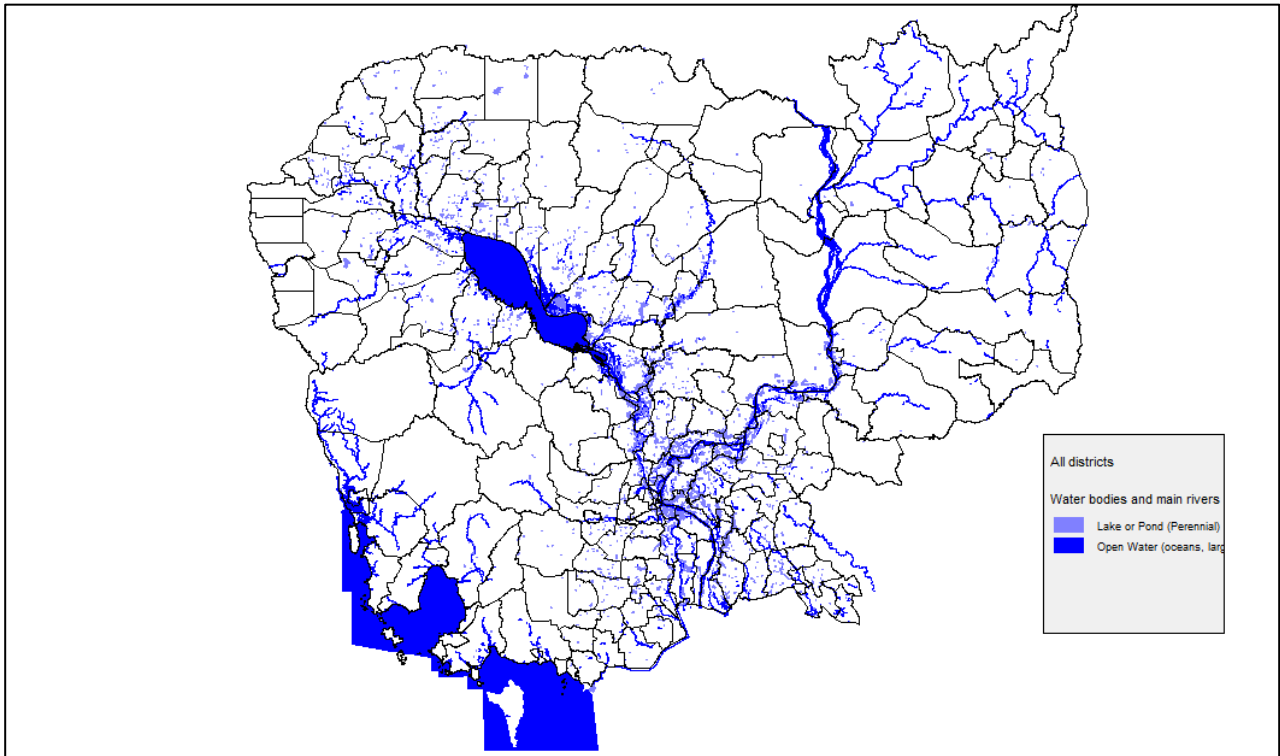 All districts
Water bodies and main rivers
Lake or Pond (Perennial)
Open Water (oceans, larg